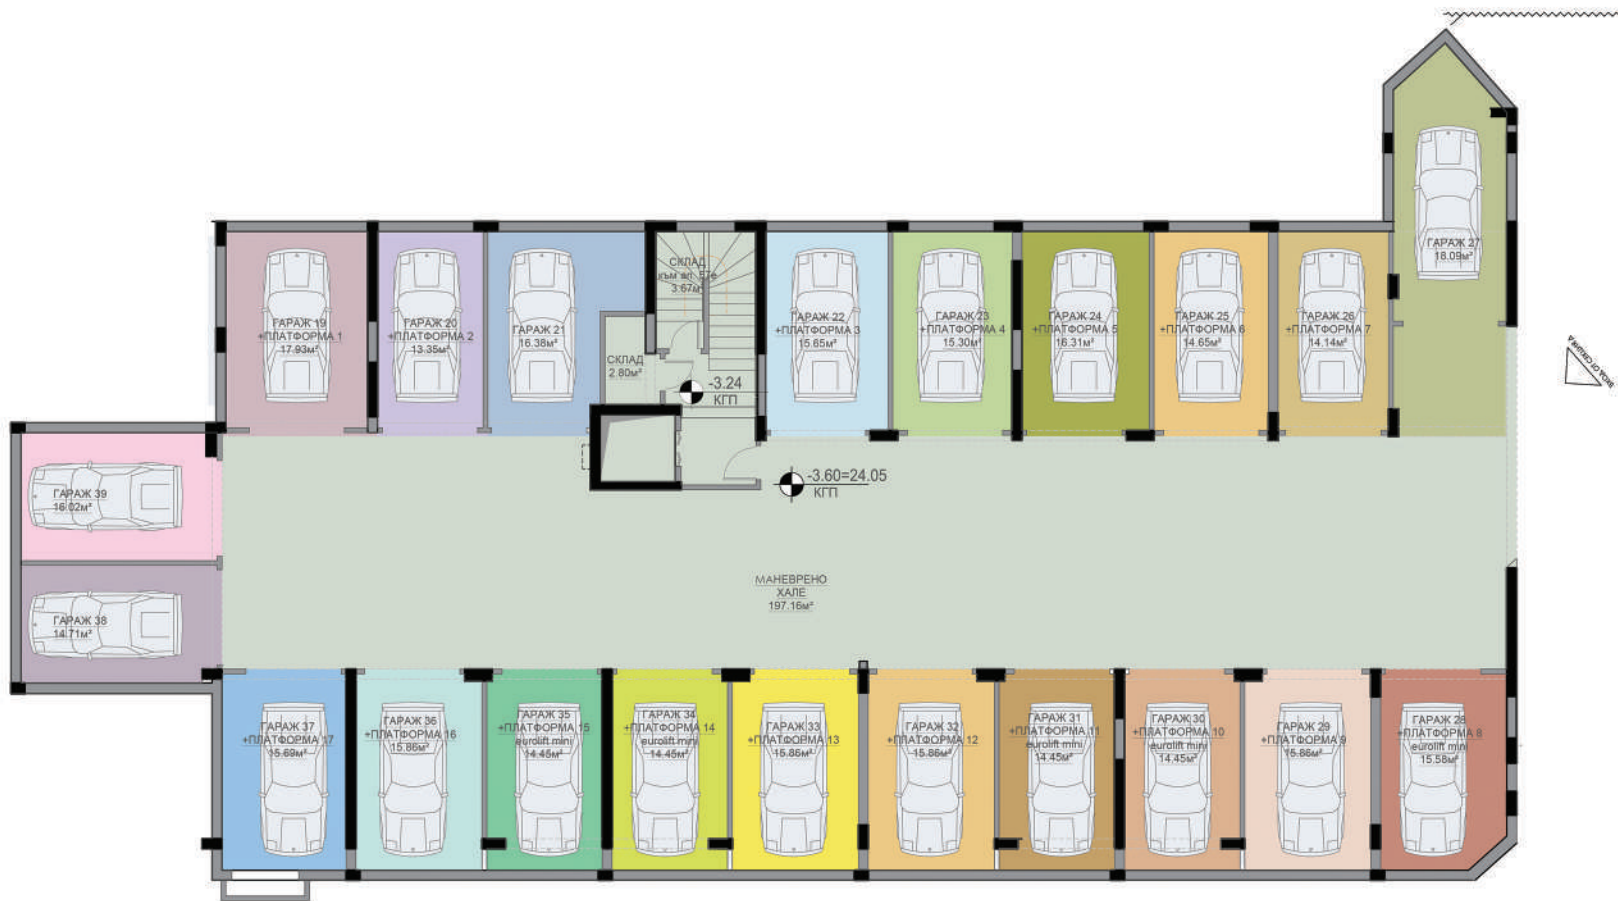 ГАРАЖ 27
18.09м²
СКЛАД
към ап. 57е
3.67м²
ГАРАЖ 19
+ПЛАТФОРМА 1
17.93м²
ГАРАЖ 20
+ПЛАТФОРМА 2
13.35м²
ГАРАЖ 21
16.38м²
СКЛАД
2.80м²
ГАРАЖ 22
+ПЛАТФОРМА 3
15.65м²
ГАРАЖ 23
+ПЛАТФОРМА 4
15.30м²
ГАРАЖ 24
+ПЛАТФОРМА 5
16.31м²
ГАРАЖ 25
+ПЛАТФОРМА 6
14.65м²
ГАРАЖ 26
+ПЛАТФОРМА 7
14.14м²
-3.24
КГП
-3.60=24.05
КГП
ГАРАЖ 39
16.02м²
МАНЕВРЕНО
ХАЛЕ
197.16м²
ГАРАЖ 38
14.71м²
ГАРАЖ 37
+ПЛАТФОРМА 17
15.69м²
ГАРАЖ 36
+ПЛАТФОРМА 16
15.86м²
ГАРАЖ 35
+ПЛАТФОРМА 15
eurolift mini
14.45м²
ГАРАЖ 34
+ПЛАТФОРМА 14
eurolift mini
14.45м²
ГАРАЖ 33
+ПЛАТФОРМА 13
15.86м²
ГАРАЖ 32
+ПЛАТФОРМА 12
15.86м²
ГАРАЖ 31
+ПЛАТФОРМА 11
eurolift mini
14.45м²
ГАРАЖ 30
+ПЛАТФОРМА 10
eurolift mini
14.45м²
ГАРАЖ 29
+ПЛАТФОРМА 9
15.86м²
ГАРАЖ 28
+ПЛАТФОРМА 8
eurolift mini
15.58м²